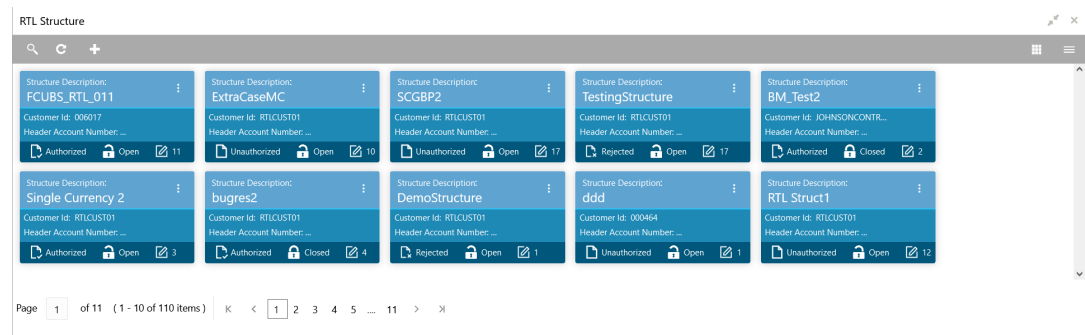 RTL Structure
Structure Description:
FCUBS_RTL_011
Customer Id: 006017
Header Account Number: ...
Authorized Open 11
Structure Description:
ExtraCaseMC
Customer Id: RTLCUST01
Header Account Number: ...
Unauthorized Open 10
Structure Description:
SCGBP2
Customer Id: RTLCUST01
Header Account Number: ...
Unauthorized Open 17
Structure Description:
TestingStructure
Customer Id: RTLCUST01
Header Account Number: ...
Rejected Open 17
Structure Description:
BM_Test2
Customer Id: JOHNSONCONTR...
Header Account Number: ...
Authorized Closed 2
Structure Description:
Single Currency 2
Customer Id: RTLCUST01
Header Account Number: ...
Authorized Open 3
Structure Description:
bugres2
Customer Id: RTLCUST01
Header Account Number: ...
Authorized Closed 4
Structure Description:
DemoStructure
Customer Id: RTLCUST01
Header Account Number: ...
Rejected Open 1
Structure Description:
ddd
Customer Id: 000464
Header Account Number: ...
Unauthorized Open 1
Structure Description:
RTL Struct1
Customer Id: RTLCUST01
Header Account Number: ...
Unauthorized Open 12
Page 1 of 11 ( 1 - 10 of 110 items ) 1 2 3 4 5 .... 11